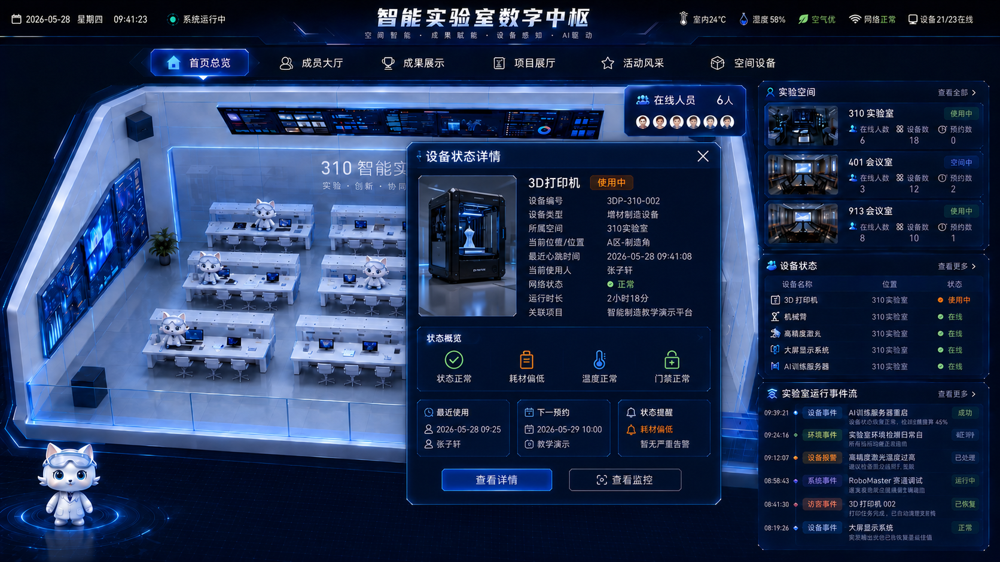 2026-05-28 星期四 09:41:23 系统运行中
智能实验室数字中枢
空间智能 · 成果赋能 · 设备感知 · AI驱动
室内24℃ 湿度58% 空气优 网络正常 设备21/23在线
首页总览 成员大厅 成果展示 项目展厅 活动风采 空间设备
在线人员 6人
310 智能实
实验 · 创新 · 协同
设备状态详情
3D打印机 使用中
设备编号 3DP-310-002
设备类型 增材制造设备
所属空间 310实验室
当前位置/位置 A区-制造角
最近心跳时间 2026-05-28 09:41:08
当前使用人 张子轩
网络状态 正常
运行时长 2小时18分
关联项目 智能制造教学演示平台
状态概览
状态正常 耗材偏低 温度正常 门禁正常
最近使用
2026-05-28 09:25
张子轩
下一预约
2026-05-29 10:00
教学演示
状态提醒
耗材偏低
暂无严重告警
查看详情 查看监控
实验空间 查看全部
310 实验室 使用中
在线人数 设备数 预约数
6 18 0
401 会议室 空间中
在线人数 设备数 预约数
3 12 2
913 会议室 使用中
在线人数 设备数 预约数
8 10 1
设备状态 查看更多
设备名称 位置 状态
3D 打印机 310实验室 使用中
机械臂 310实验室 在线
高精度激光 310实验室 在线
大屏显示系统 310实验室 在线
AI训练服务器 310实验室 在线
实验室运行事件流 查看更多
09:39:21 设备事件 AI训练服务器重启 成功
45%
09:24:16 环境事件 实验室环境检测日常自
09:12:07 设备报警 高精度激光温度过高 已处理
08:58:43 系统事件 RoboMaster 赛道调试 运行中
08:41:30 访客事件 3D 打印机 002 已恢复
打印任务完成，已自动
08:19:26 设备事件 大屏显示系统 正常